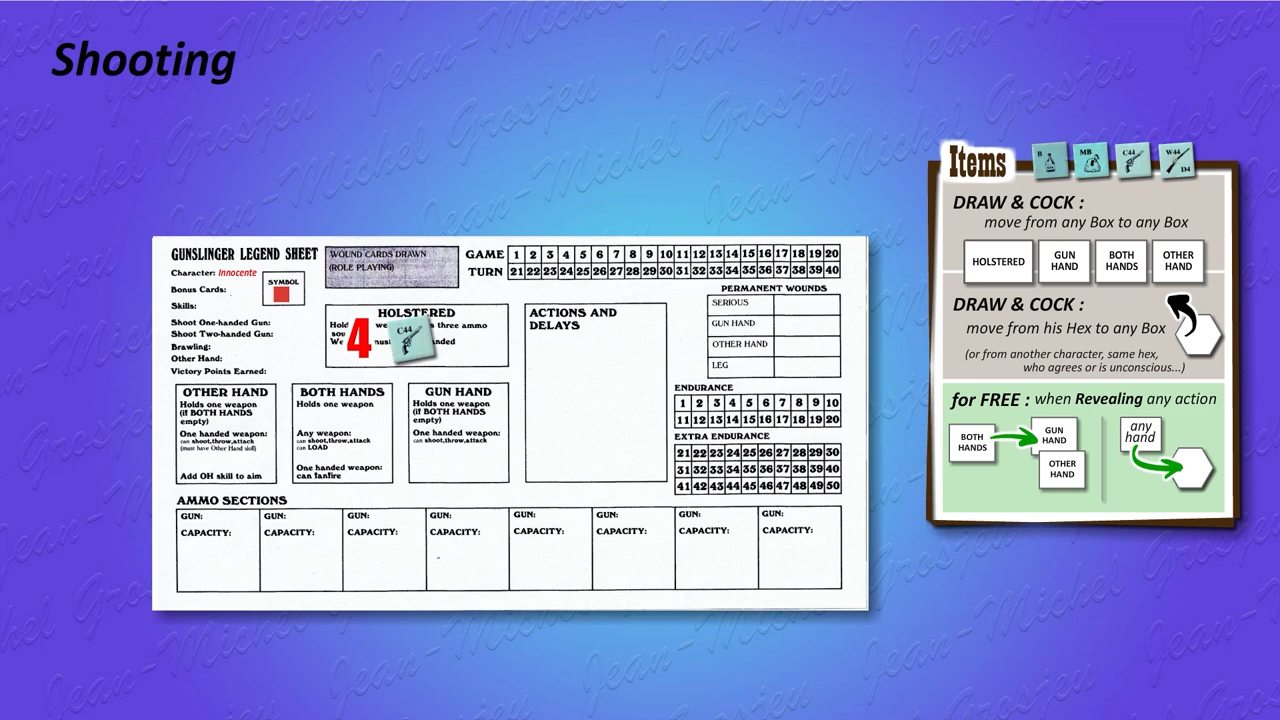 Shooting
GUNSLINGER LEGEND SHEET
Character: Innocente
Bonus Cards:
SYMBOL
Skills:
Shoot One-handed Gun:
Shoot Two-handed Gun:
Brawling:
Other Hand:
Victory Points Earned:
WOUND CARDS DRAWN
(ROLE PLAYING)
GAME
TURN
1 2 3 4 5 6 7 8 9 10 11 12 13 14 15 16 17 18 19 20
21 22 23 24 25 26 27 28 29 30 31 32 33 34 35 36 37 38 39 40
HOLSTERED
three ammo
4
C44
ACTIONS AND
DELAYS
PERMANENT WOUNDS
SERIOUS
GUN HAND
OTHER HAND
LEG
OTHER HAND
Holds one weapon
(if BOTH HANDS
empty)
One handed weapon:
can shoot,throw,attack
(must have Other Hand skill)
Add OH skill to aim
BOTH HANDS
Holds one weapon
Any weapon:
can shoot,throw,attack
can LOAD
One handed weapon:
can fanfire
GUN HAND
Holds one weapon
(if BOTH HANDS
empty)
One handed weapon:
can shoot,throw,attack
ENDURANCE
1 2 3 4 5 6 7 8 9 10
11 12 13 14 15 16 17 18 19 20
EXTRA ENDURANCE
21 22 23 24 25 26 27 28 29 30
31 32 33 34 35 36 37 38 39 40
41 42 43 44 45 46 47 48 49 50
AMMO SECTIONS
GUN: GUN: GUN: GUN: GUN: GUN: GUN: GUN:
CAPACITY: CAPACITY: CAPACITY: CAPACITY: CAPACITY: CAPACITY: CAPACITY: CAPACITY:
Items
B
MB
C44
W44
D4
DRAW & COCK :
move from any Box to any Box
HOLSTERED
GUN
HAND
BOTH
HANDS
OTHER
HAND
DRAW & COCK :
move from his Hex to any Box
(or from another character, same hex,
who agrees or is unconscious...)
for FREE : when Revealing any action
BOTH
HANDS
GUN
HAND
OTHER
HAND
any
hand
Jean-Michel Grosjeu